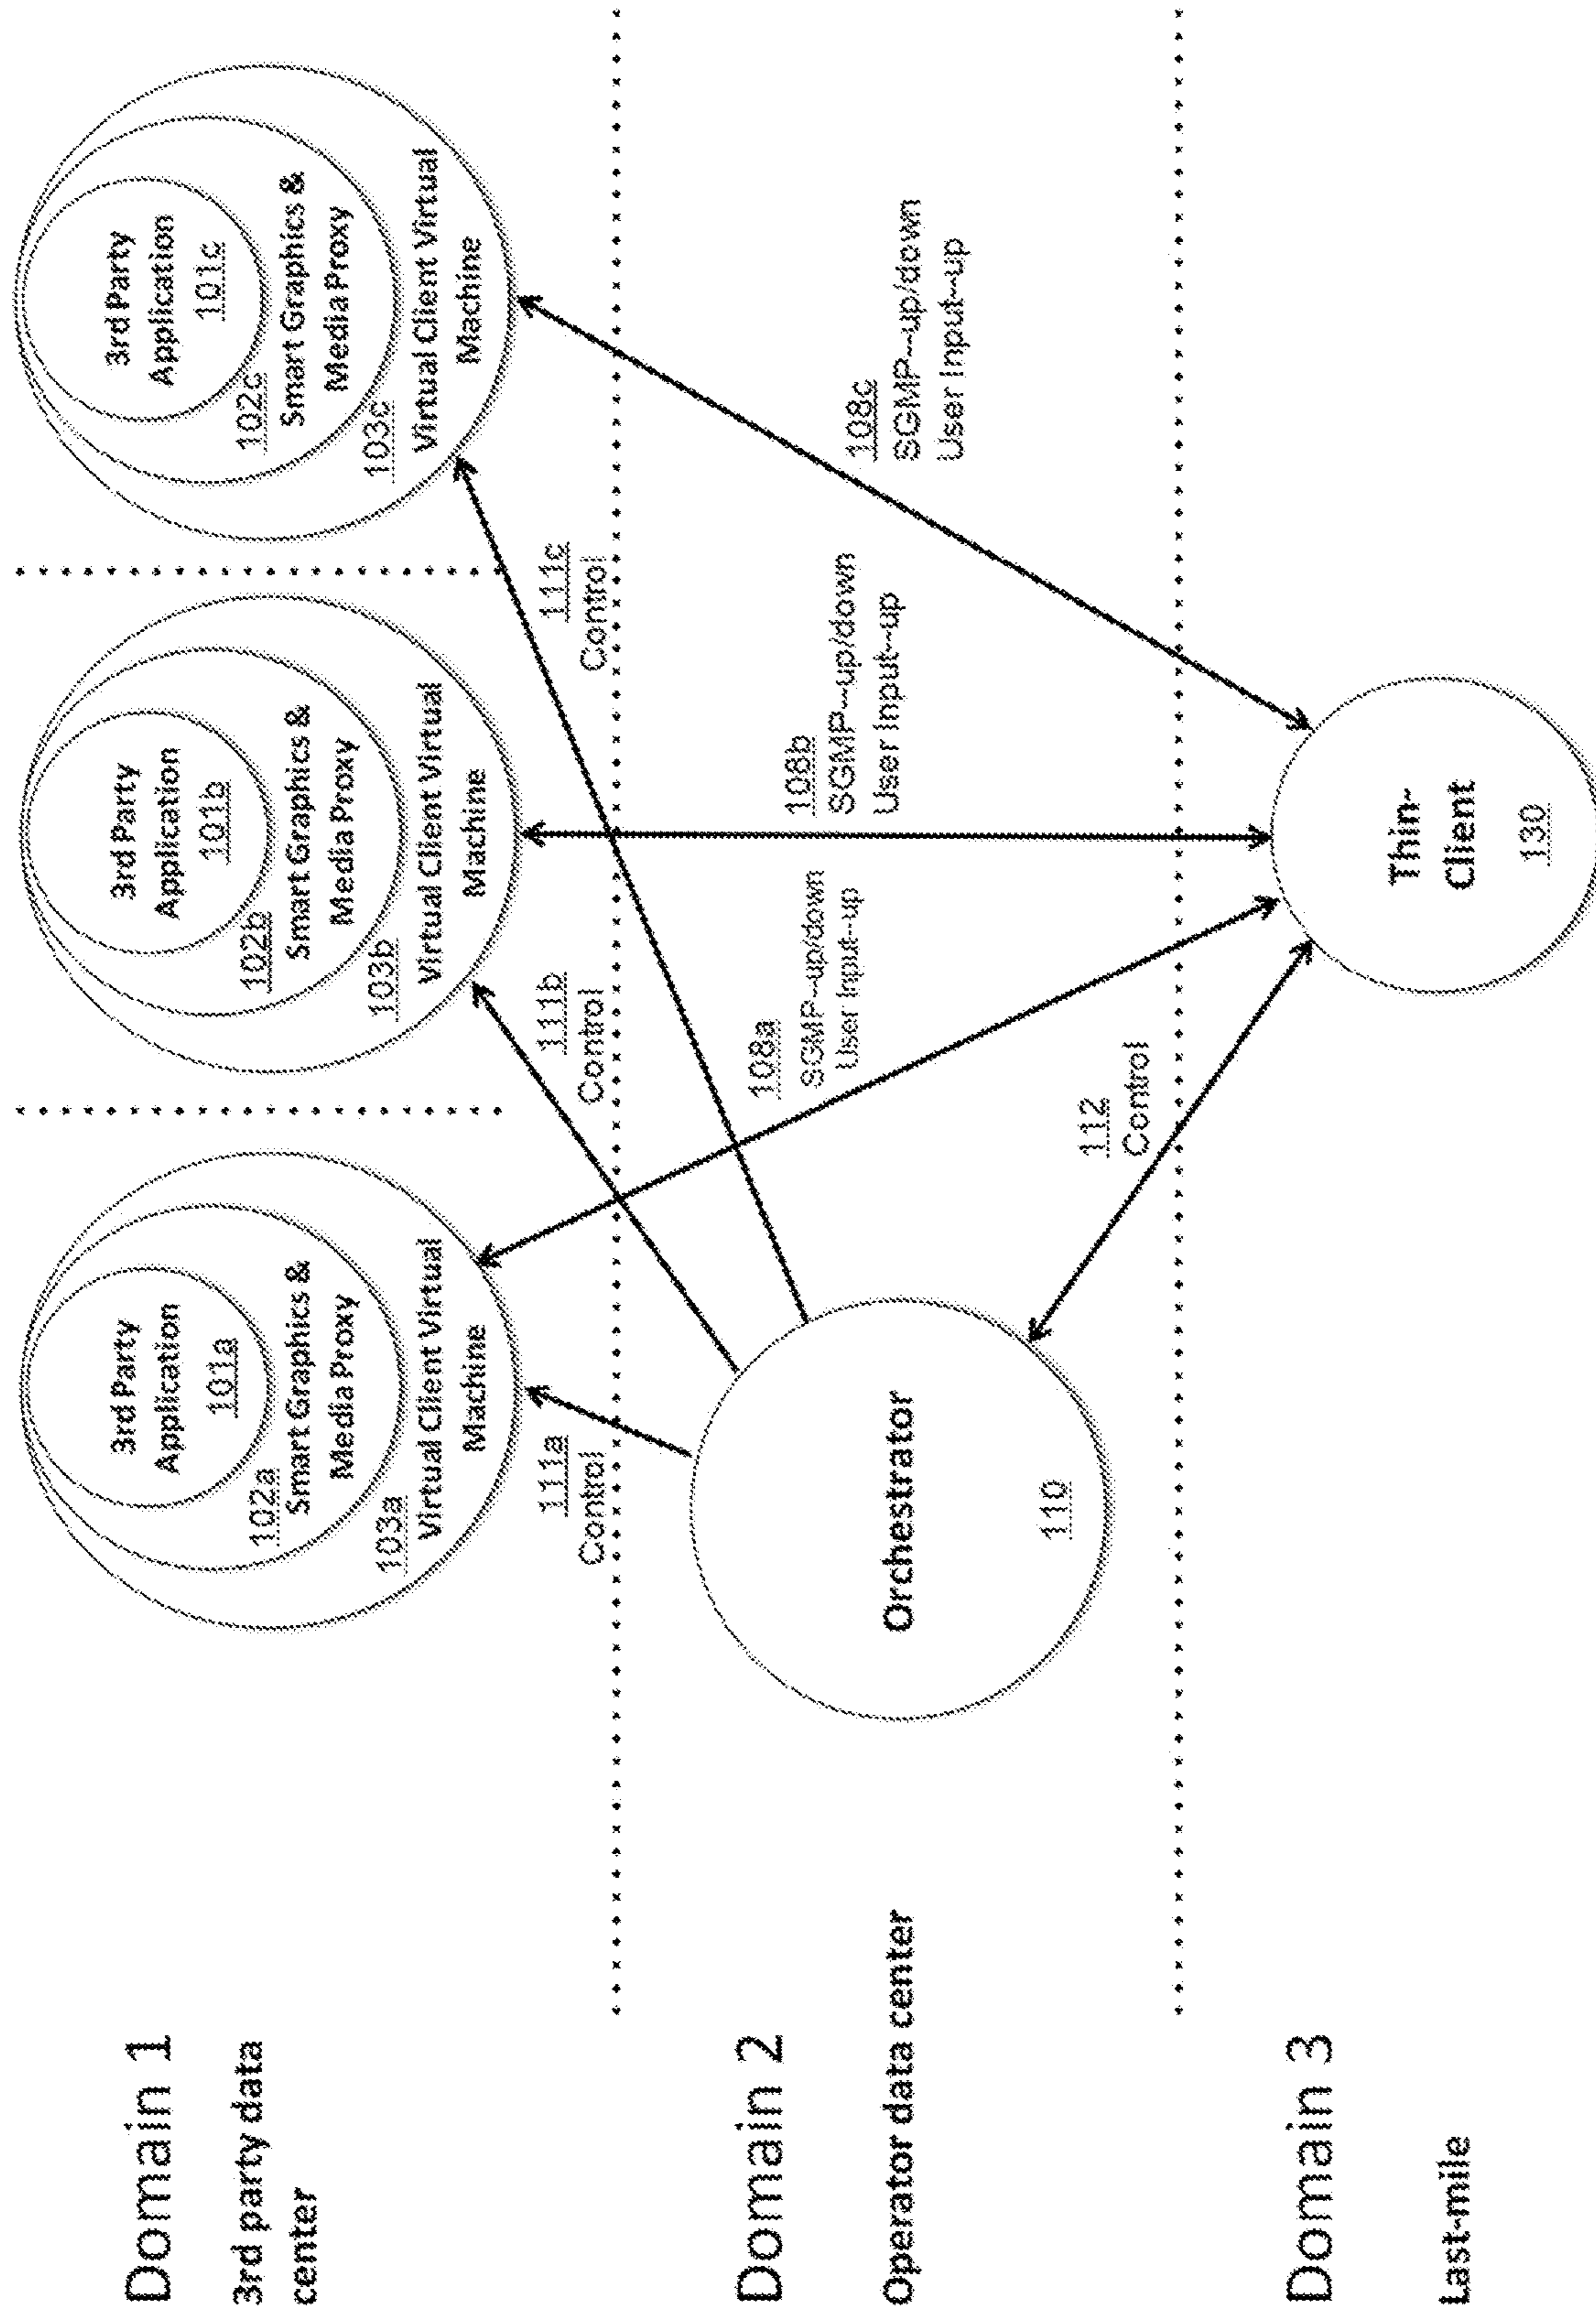 Domain 1
3rd party data
center
3rd Party
Application
101a
102a
Smart Graphics &
Media Proxy
103a
Virtual Client Virtual
Machine
3rd Party
Application
101b
102b
Smart Graphics &
Media Proxy
103b
Virtual Client Virtual
Machine
3rd Party
Application
101c
102c
Smart Graphics &
Media Proxy
103c
Virtual Client Virtual
Machine
111a
Control
111b
Control
111c
Control
Domain 2
Operator data center
Orchestrator
110
108a
SGMP--up/down
User Input--up
108b
SGMP--up/down
User Input--up
108c
SGMP--up/down
User Input--up
112
Control
Domain 3
Last-mile
Thin-
Client
130